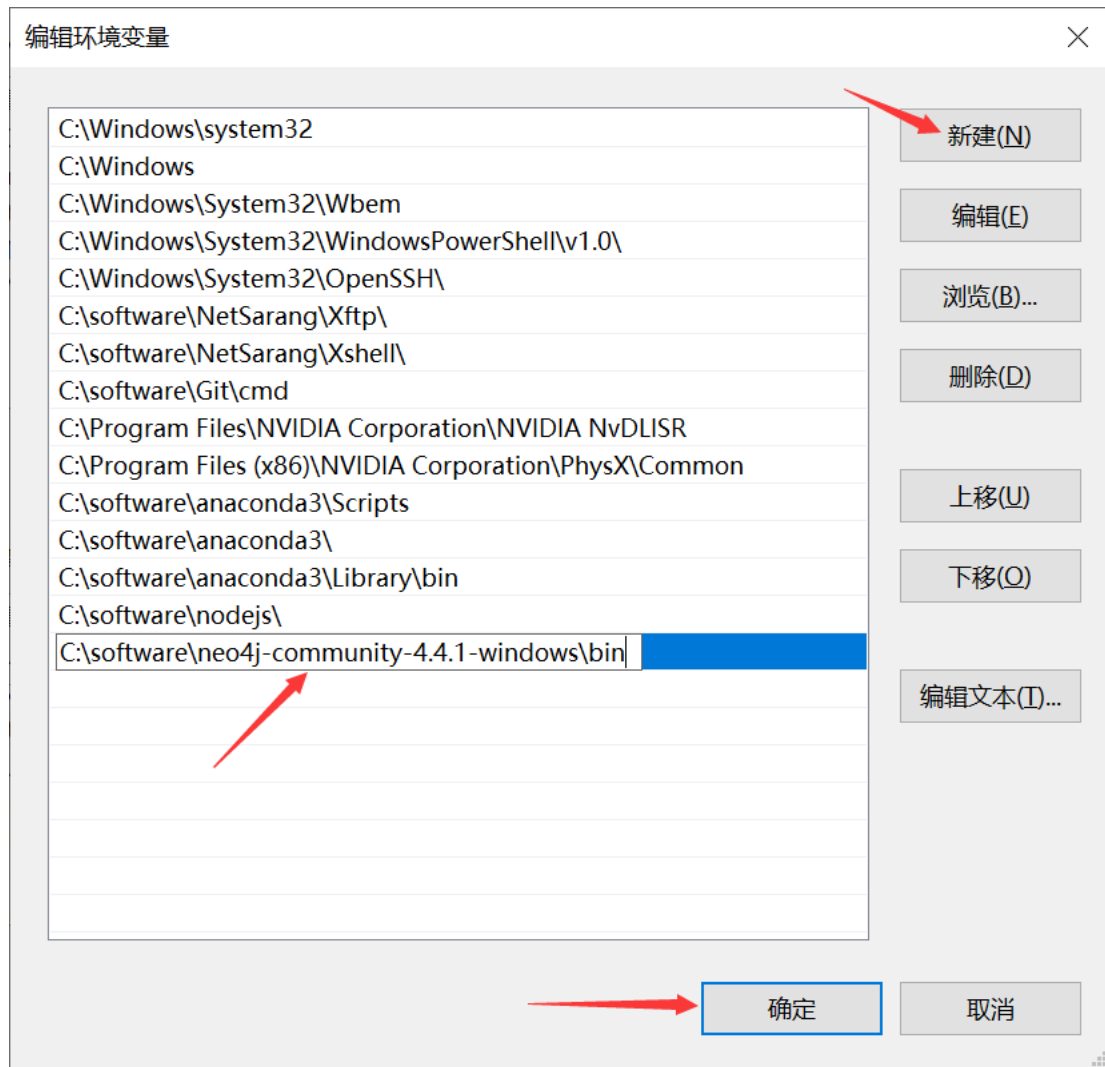 编辑环境变量
C:\Windows\system32
C:\Windows
C:\Windows\System32\Wbem
C:\Windows\System32\WindowsPowerShell\v1.0\
C:\Windows\System32\OpenSSH\
C:\software\NetSarang\Xftp\
C:\software\NetSarang\Xshell\
C:\software\Git\cmd
C:\Program Files\NVIDIA Corporation\NVIDIA NvDLISR
C:\Program Files (x86)\NVIDIA Corporation\PhysX\Common
C:\software\anaconda3\Scripts
C:\software\anaconda3\
C:\software\anaconda3\Library\bin
C:\software\nodejs\
C:\software\neo4j-community-4.4.1-windows\bin
新建(N)
编辑(E)
浏览(B)...
删除(D)
上移(U)
下移(O)
编辑文本(T)...
确定
取消